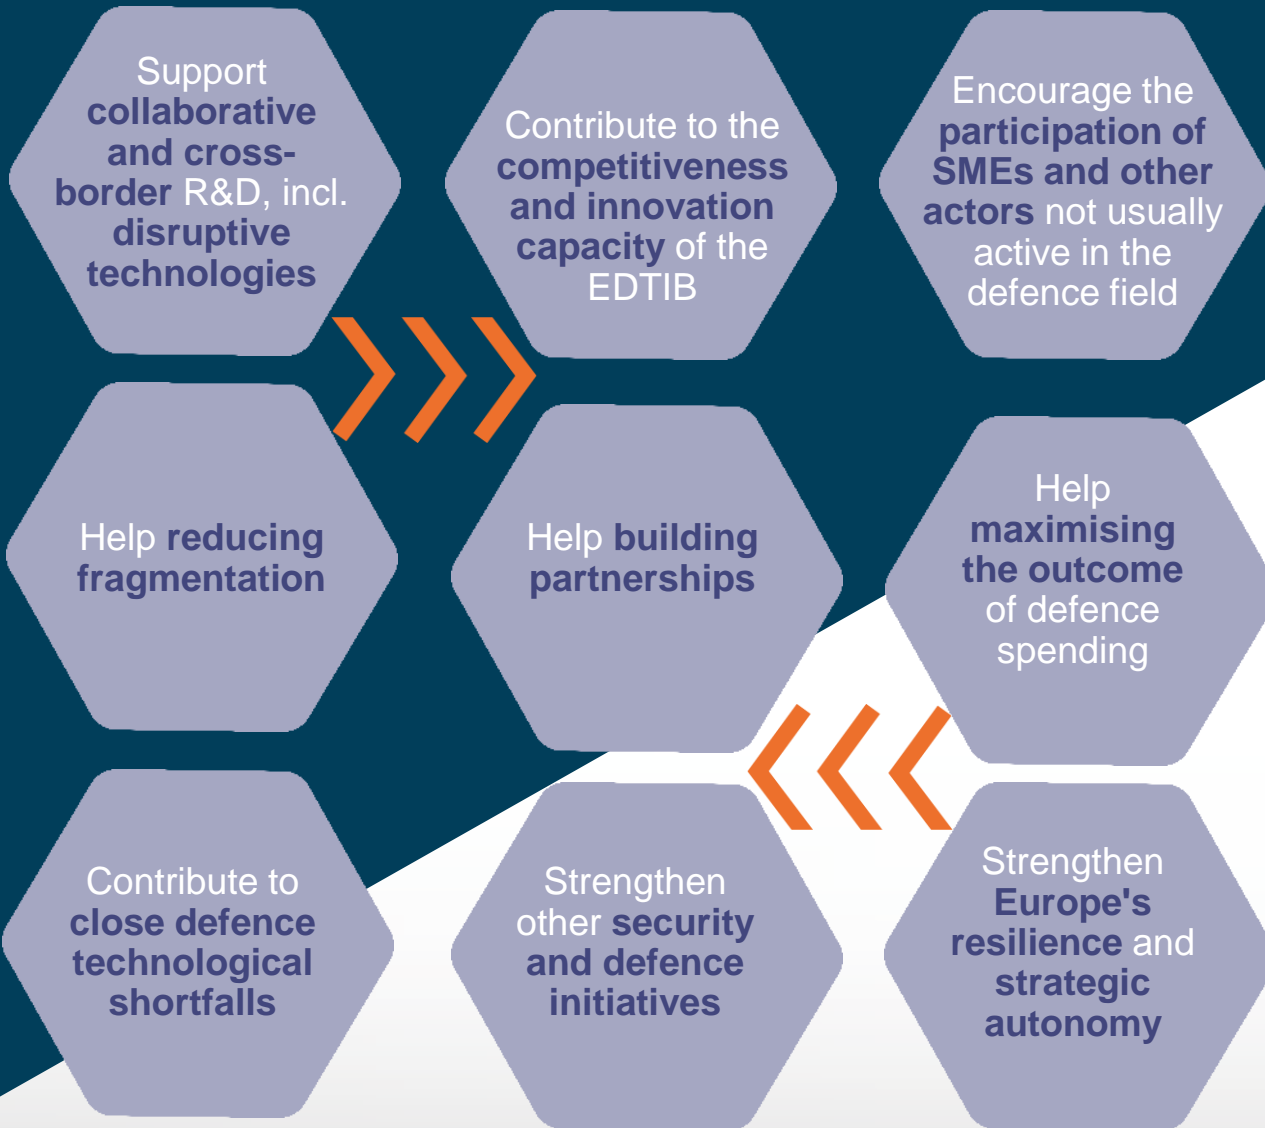 Support
collaborative
and cross-
border R&D, incl.
disruptive
technologies
Contribute to the
competitiveness
and innovation
capacity of the
EDTIB
Encourage the
participation of
SMEs and other
actors not usually
active in the
defence field
Help reducing
fragmentation
Help building
partnerships
Help
maximising
the outcome
of defence
spending
Contribute to
close defence
technological
shortfalls
Strengthen
other security
and defence
initiatives
Strengthen
Europe's
resilience and
strategic
autonomy